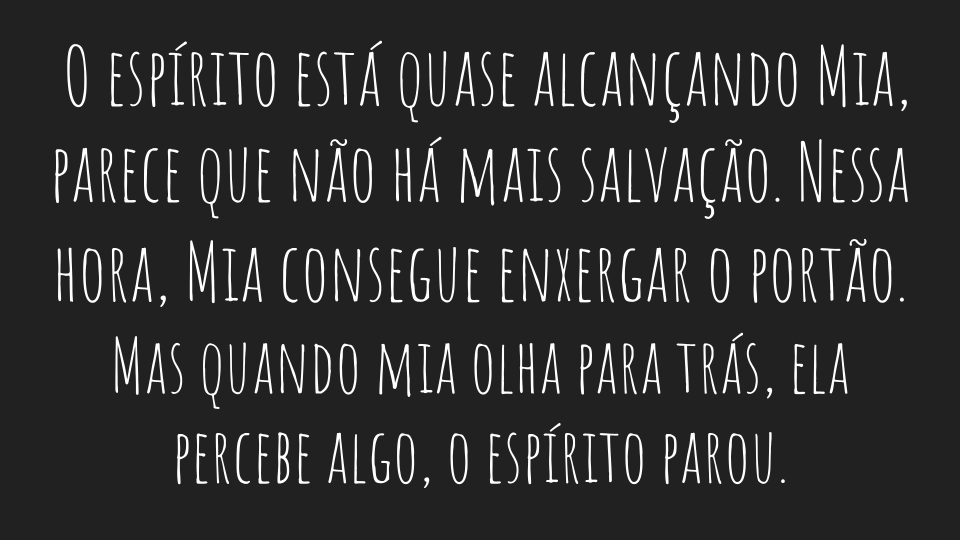 O espírito está quase alcançando Mia,
parece que não há mais salvação. Nessa
hora, Mia consegue enxergar o portão.
Mas quando mia olha para trás, ela
percebe algo, o espírito parou.